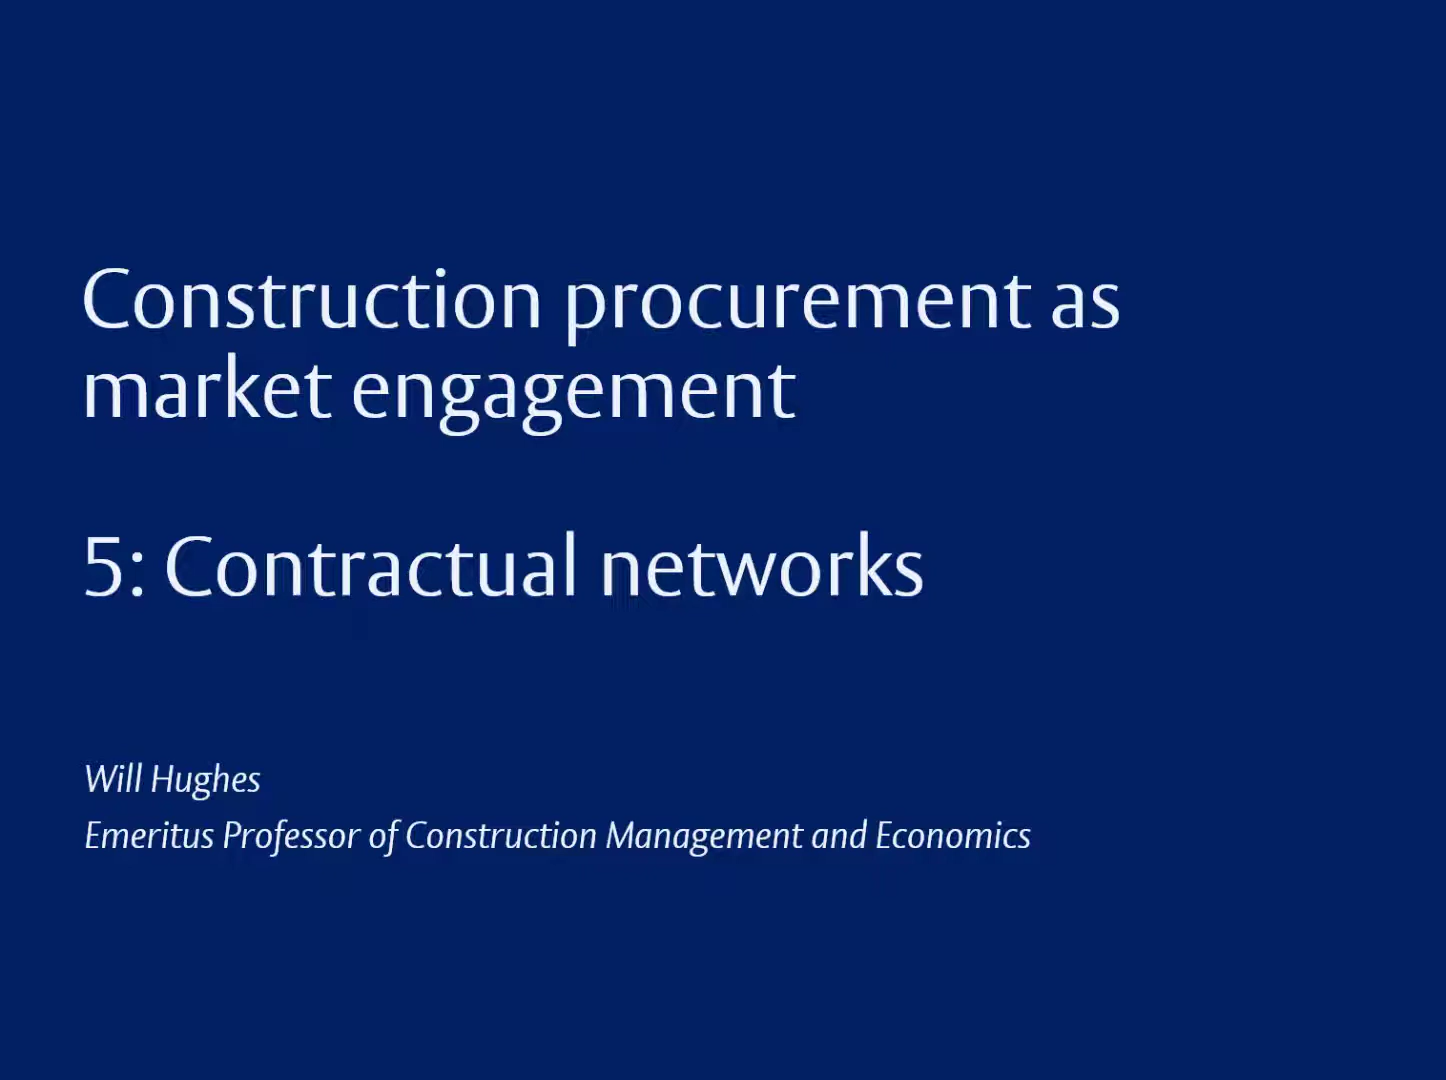 Construction procurement as
market engagement
5: Contractual networks
Will Hughes
Emeritus Professor of Construction Management and Economics